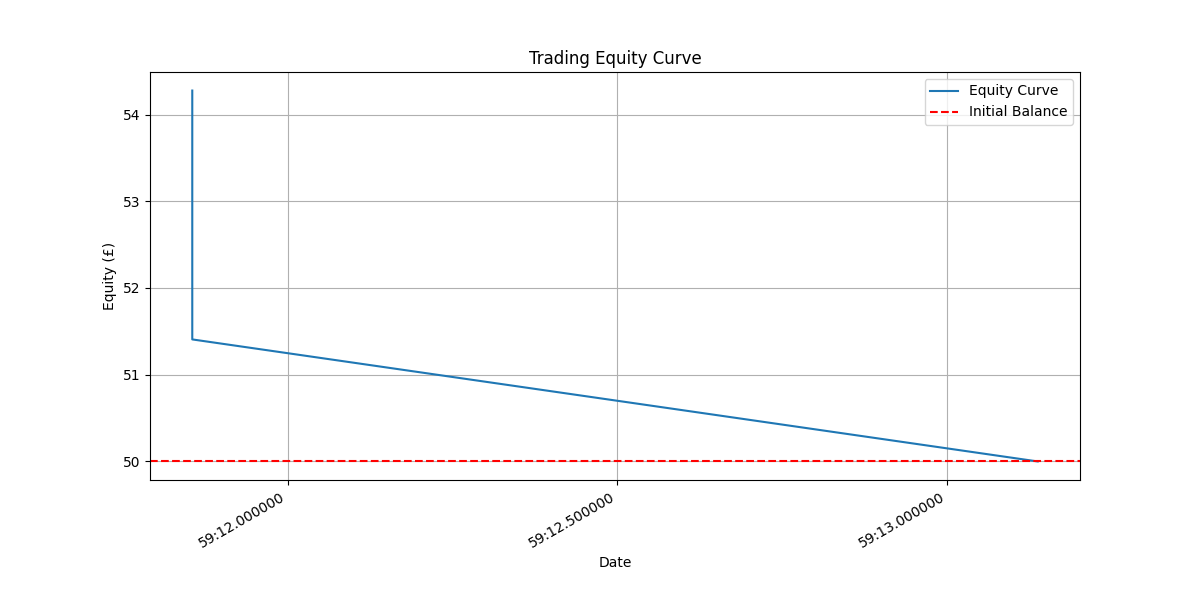 Trading Equity Curve
Equity Curve
Initial Balance
Equity (£)
54
53
52
51
50
59:12.000000
59:12.500000
59:13.000000
Date